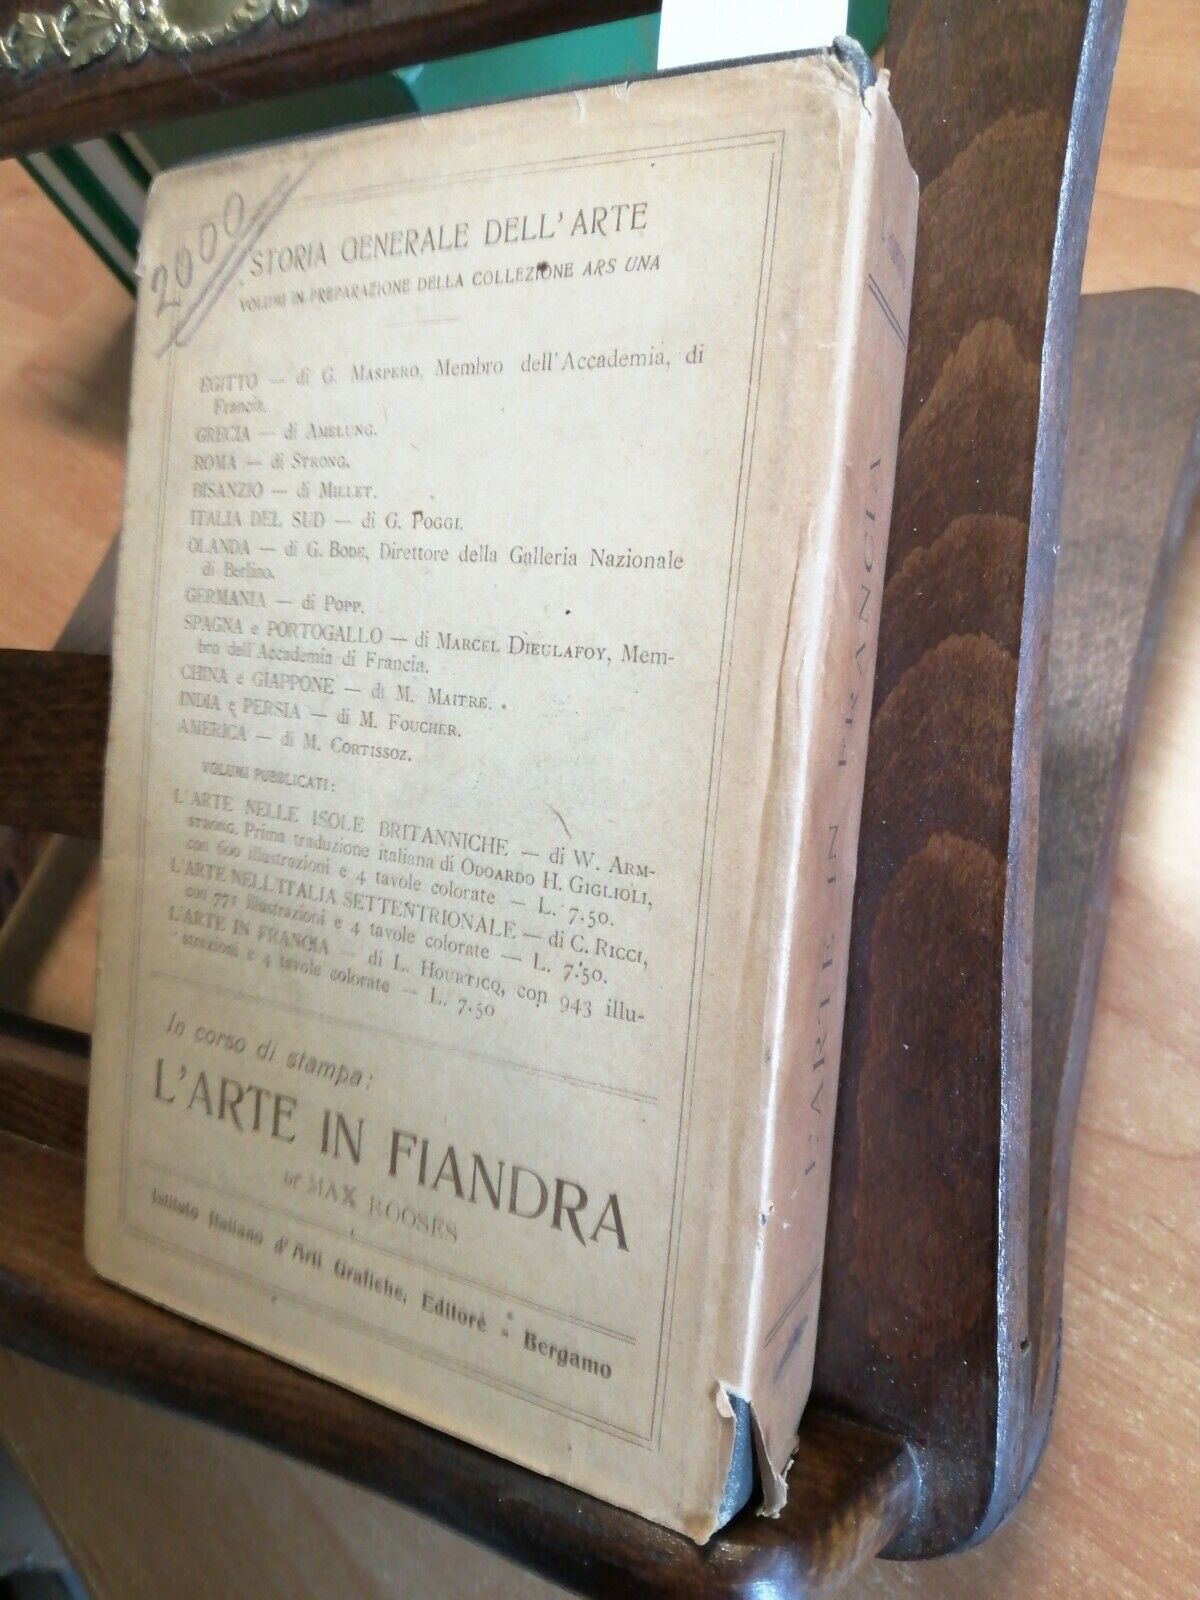 2000
STORIA GENERALE DELL'ARTE
VOLUMI IN PREPARAZIONE DELLA COLLEZIONE ARS UNA
EGITTO — di G. MASPERO, Membro dell'Accademia, di
Francia.
GRECIA — di AMELUNG.
ROMA — di STRONG.
BISANZIO — di MILLET.
ITALIA DEL SUD — di G. POGGI.
OLANDA — di G. BODE, Direttore della Galleria Nazionale
di Berlino.
GERMANIA — di POPP.
SPAGNA e PORTOGALLO — di MARCEL DIEULAFOY, Mem-
bro dell'Accademia di Francia.
CHINA e GIAPPONE — di M. MAITRE.
INDIA e PERSIA — di M. FOUCHER.
AMERICA — di M. CORTISSOZ.
VOLUMI PUBBLICATI:
L'ARTE NELLE ISOLE BRITANNICHE — di W. ARM-
STRONG. Prima traduzione italiana di ODOARDO H. GIGLIOLI,
con 600 illustrazioni e 4 tavole colorate — L. 7.50.
L'ARTE NELL'ITALIA SETTENTRIONALE — di C. RICCI,
con 771 illustrazioni e 4 tavole colorate — L. 7.50.
L'ARTE IN FRANCIA — di L. HOURTICQ, con 943 illu-
strazioni e 4 tavole colorate — L. 7.50
In corso di stampa:
L'ARTE IN FIANDRA
DI MAX ROOSES
Istituto Italiano d'Arti Grafiche, Editore - Bergamo
L'ARTE IN FRANCIA